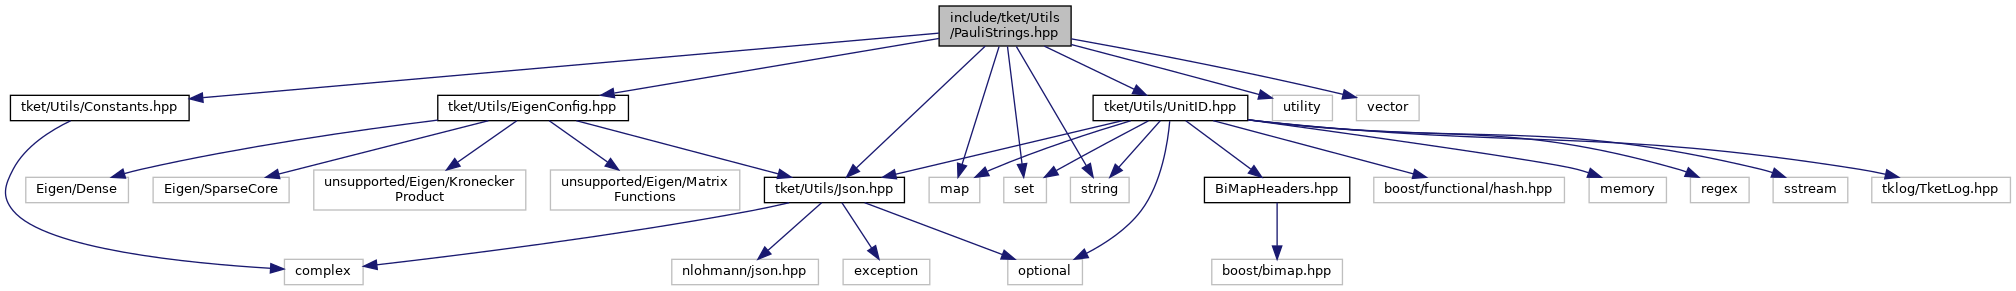 include/tket/Utils
/PauliStrings.hpp
tket/Utils/Constants.hpp
tket/Utils/EigenConfig.hpp
tket/Utils/UnitID.hpp
utility
vector
Eigen/Dense
Eigen/SparseCore
unsupported/Eigen/Kronecker
Product
unsupported/Eigen/Matrix
Functions
tket/Utils/Json.hpp
map
set
string
BiMapHeaders.hpp
boost/functional/hash.hpp
memory
regex
sstream
tklog/TketLog.hpp
complex
nlohmann/json.hpp
exception
optional
boost/bimap.hpp